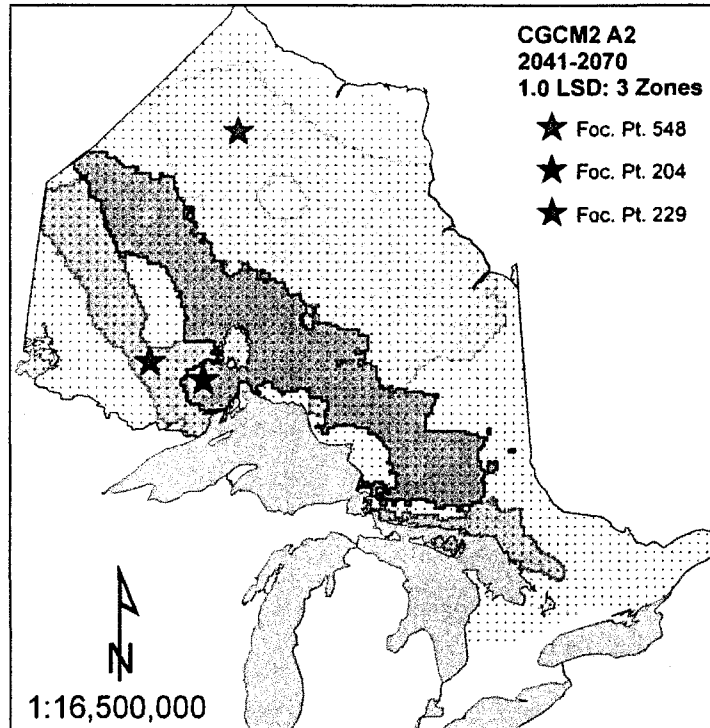 CGCM2 A2
2041-2070
1.0 LSD: 3 Zones
Foc. Pt. 548
Foc. Pt. 204
Foc. Pt. 229
N
1:16,500,000